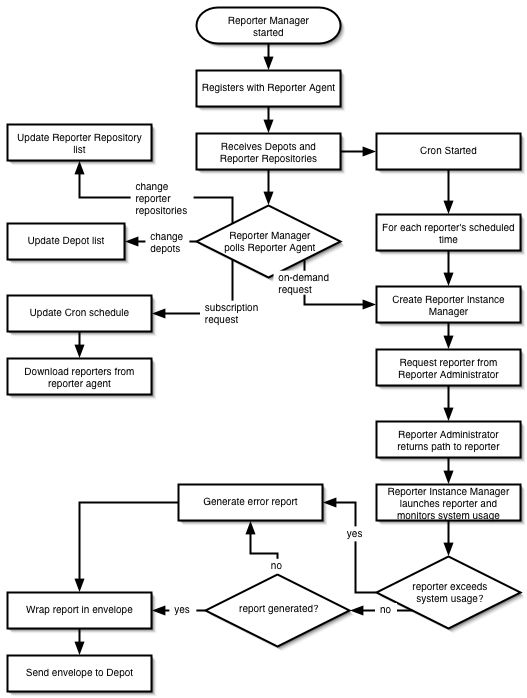 Reporter Manager
started
Registers with Reporter Agent
Update Reporter Repository
list
Receives Depots and
Reporter Repositories
Cron Started
change
reporter
repositories
Update Depot list
change
depots
Reporter Manager
polls Reporter Agent
For each reporter's scheduled
time
on-demand
request
Update Cron schedule
subscription
request
Create Reporter Instance
Manager
Download reporters from
reporter agent
Request reporter from
Reporter Administrator
Reporter Administrator
returns path to reporter
Generate error report
Reporter Instance Manager
launches reporter and
monitors system usage
yes
no
reporter exceeds
system usage?
Wrap report in envelope
yes
report generated?
no
Send envelope to Depot